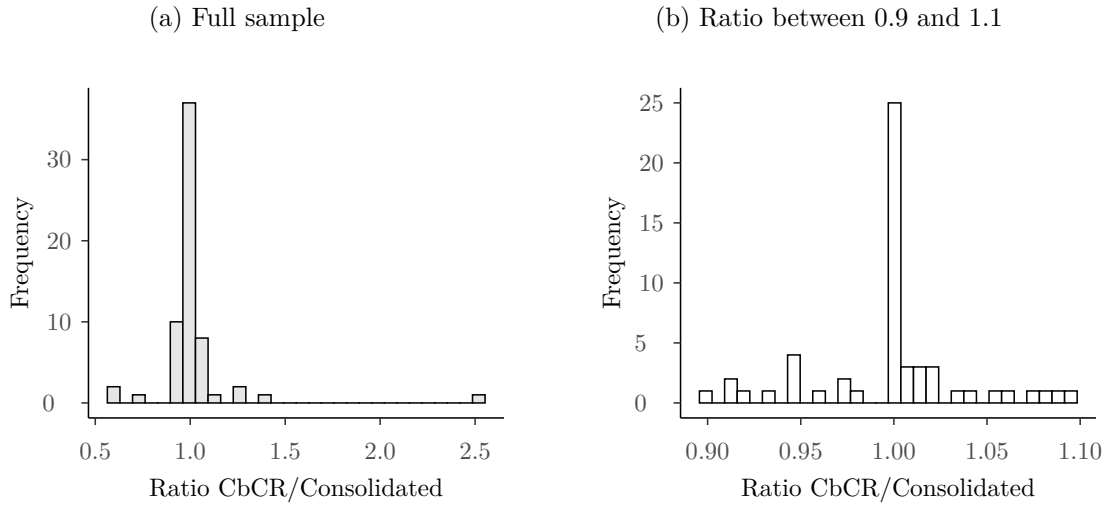 (a) Full sample
Frequency
30
20
10
0
0.5 1.0 1.5 2.0 2.5
Ratio CbCR/Consolidated
(b) Ratio between 0.9 and 1.1
Frequency
25
20
15
10
5
0
0.90 0.95 1.00 1.05 1.10
Ratio CbCR/Consolidated